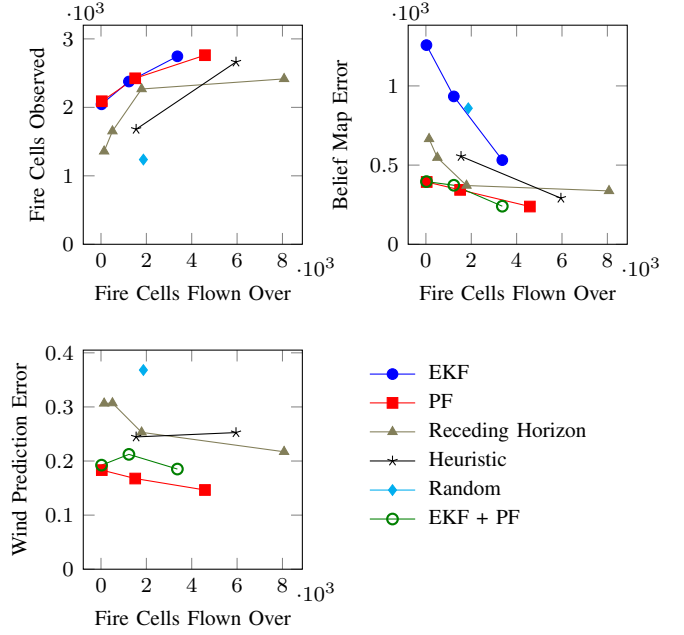 ·10³
3
2
1
0
Fire Cells Observed
0 2 4 6 8
·10³
Fire Cells Flown Over
·10³
1
0.5
0
Belief Map Error
0 2 4 6 8
·10³
Fire Cells Flown Over
0.4
0.3
0.2
0.1
0
Wind Prediction Error
0 2 4 6 8
·10³
Fire Cells Flown Over
EKF
PF
Receding Horizon
Heuristic
Random
EKF + PF